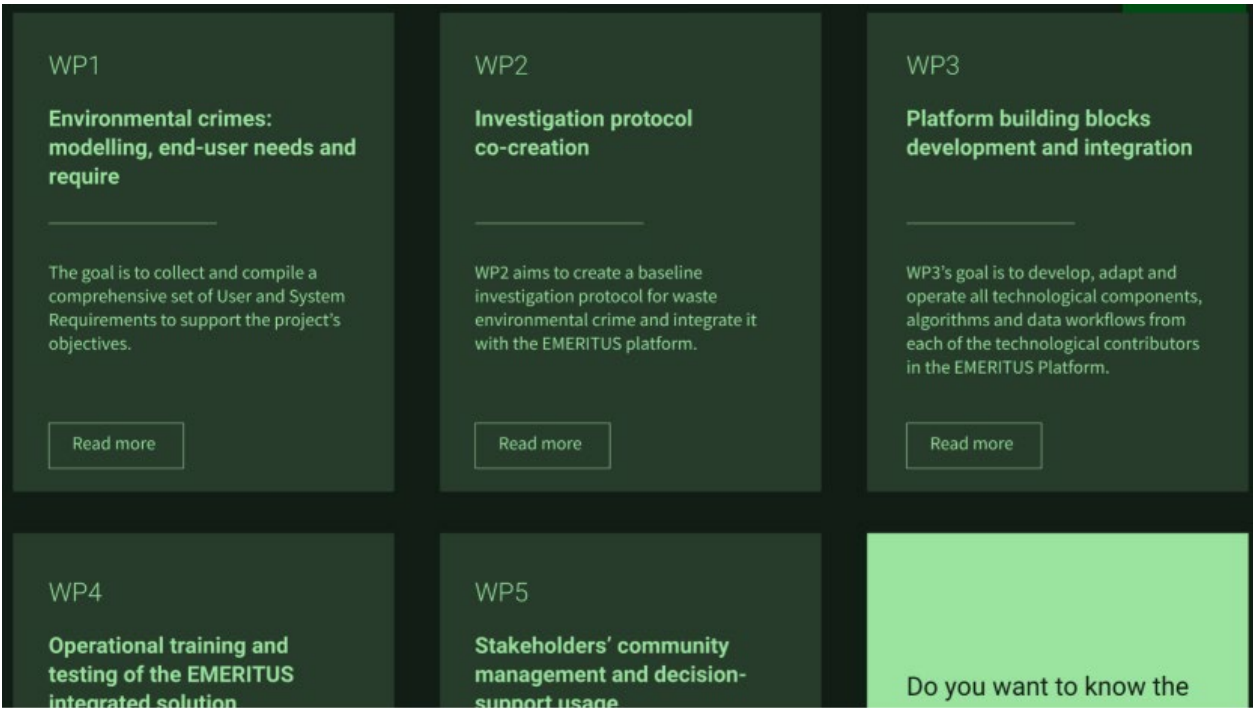 WP1
Environmental crimes:
modelling, end-user needs and
require
The goal is to collect and compile a
comprehensive set of User and System
Requirements to support the project's
objectives.
Read more
WP2
Investigation protocol
co-creation
WP2 aims to create a baseline
investigation protocol for waste
environmental crime and integrate it
with the EMERITUS platform.
Read more
WP3
Platform building blocks
development and integration
WP3's goal is to develop, adapt and
operate all technological components,
algorithms and data workflows from
each of the technological contributors
in the EMERITUS Platform.
Read more
WP4
Operational training and
testing of the EMERITUS
integrated solution
WP5
Stakeholders' community
management and decision-
support usage
Do you want to know the